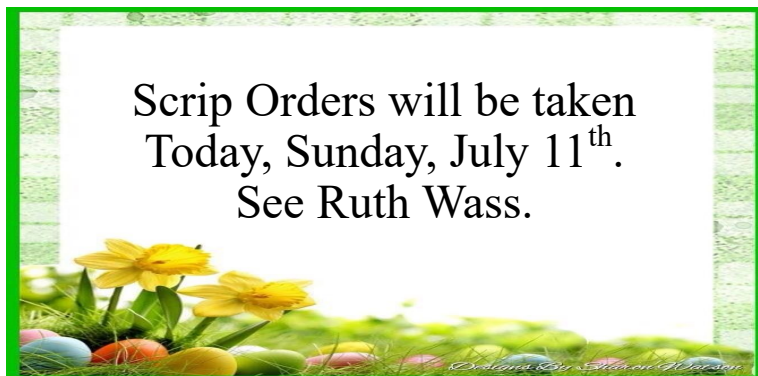 Scrip Orders will be taken
Today, Sunday, July 11th.
See Ruth Wass.
Designs By Sharon Watson